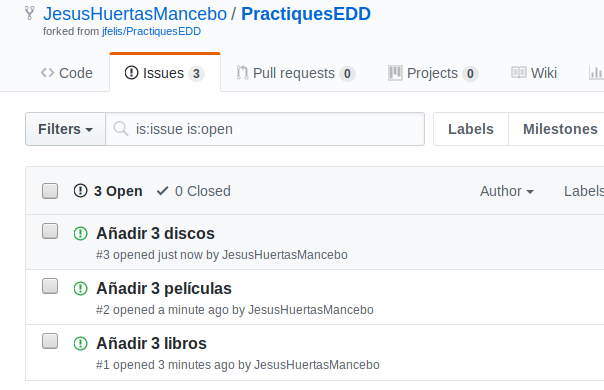 JesusHuertasMancebo / PractiquesEDD
forked from jfelis/PractiquesEDD
Code Issues 3 Pull requests 0 Projects 0 Wiki
Filters is:issue is:open Labels Milestones
3 Open 0 Closed Author Labels
Añadir 3 discos
#3 opened just now by JesusHuertasMancebo
Añadir 3 películas
#2 opened a minute ago by JesusHuertasMancebo
Añadir 3 libros
#1 opened 3 minutes ago by JesusHuertasMancebo